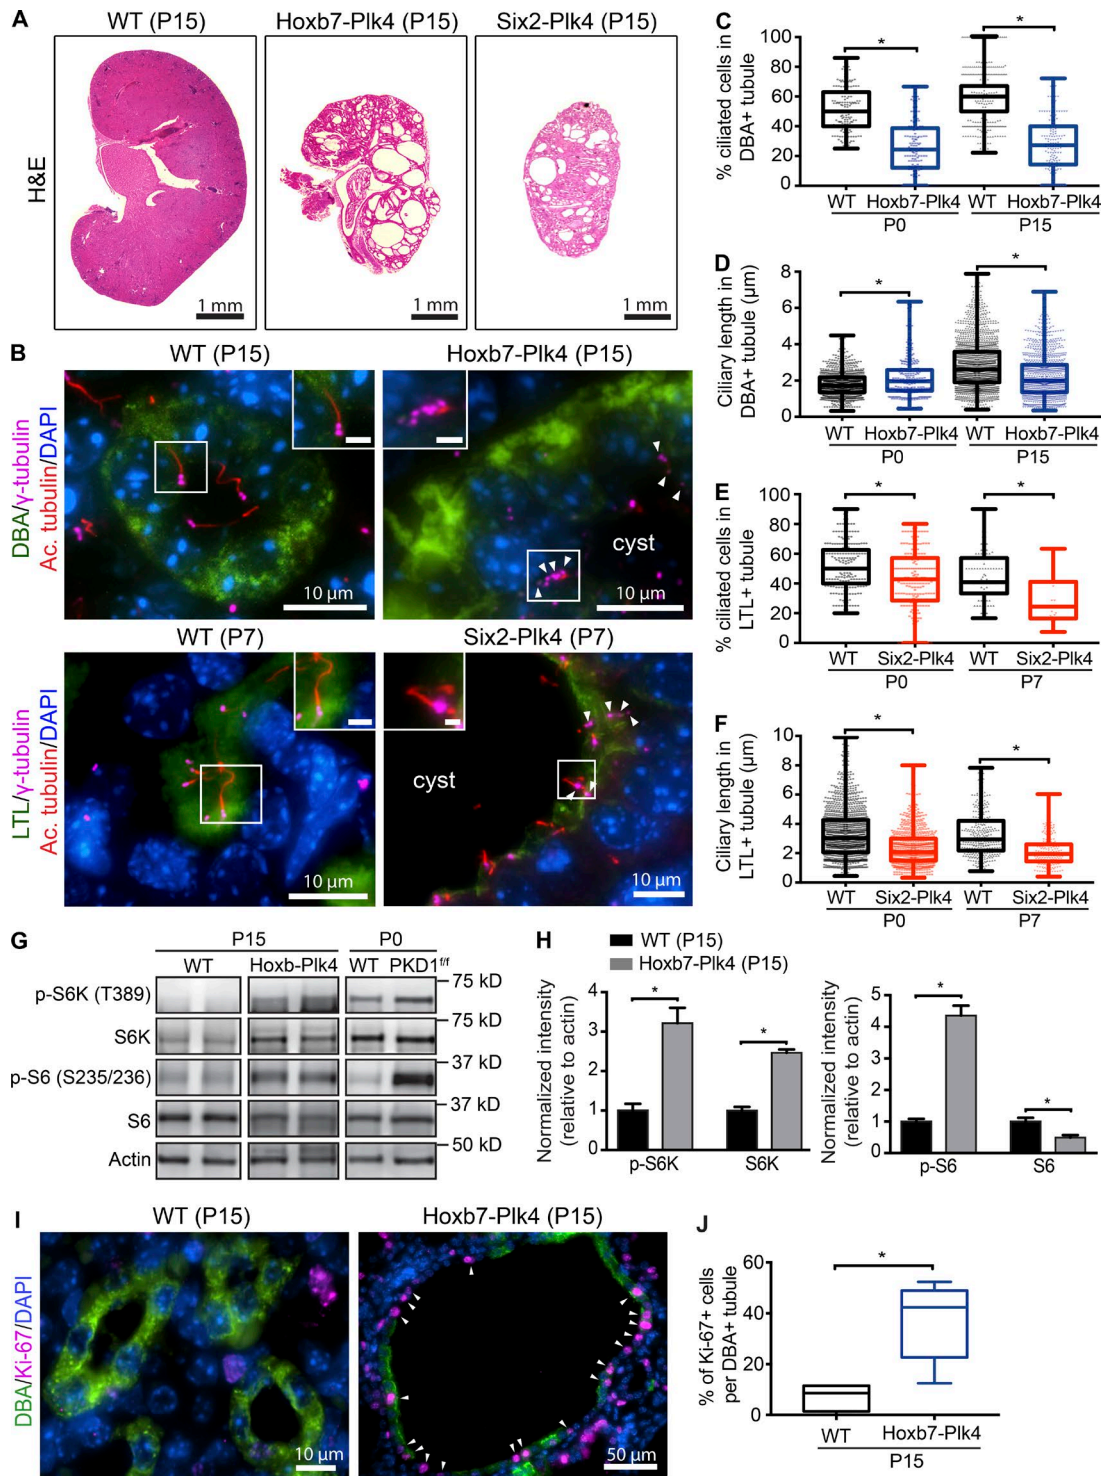 A
WT (P15)
Hoxb7-Plk4 (P15)
Six2-Plk4 (P15)
H&E
1 mm
1 mm
1 mm
B
WT (P15)
Hoxb7-Plk4 (P15)
DBA/γ-tubulin
Ac. tubulin/DAPI
cyst
10 µm
10 µm
WT (P7)
Six2-Plk4 (P7)
LTL/γ-tubulin
Ac. tubulin/DAPI
cyst
10 µm
10 µm
C
% ciliated cells in
DBA+ tubule
100
80
60
40
20
0
*
*
WT
Hoxb7-Plk4
WT
Hoxb7-Plk4
P0
P15
D
Ciliary length in
DBA+ tubule (µm)
8
6
4
2
0
*
*
WT
Hoxb7-Plk4
WT
Hoxb7-Plk4
P0
P15
E
% ciliated cells in
LTL+ tubule
100
80
60
40
20
0
*
*
WT
Six2-Plk4
WT
Six2-Plk4
P0
P7
F
Ciliary length in
LTL+ tubule (µm)
10
8
6
4
2
0
*
*
WT
Six2-Plk4
WT
Six2-Plk4
P0
P7
G
P15
P0
WT
Hoxb-Plk4
WT
PKD1f/f
p-S6K (T389)
75 kD
S6K
75 kD
p-S6 (S235/236)
37 kD
S6
37 kD
Actin
50 kD
H
WT (P15)
Hoxb7-Plk4 (P15)
Normalized intensity
(relative to actin)
4
3
2
1
0
*
*
p-S6K
S6K
Normalized intensity
(relative to actin)
5
4
3
2
1
0
*
*
p-S6
S6
I
WT (P15)
Hoxb7-Plk4 (P15)
DBA/Ki-67/DAPI
10 µm
50 µm
J
% of Ki-67+ cells
per DBA+ tubule
60
40
20
0
*
WT
Hoxb7-Plk4
P15